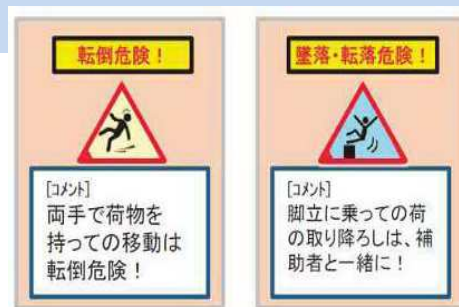 転倒危険！
[コメント]
両手で荷物を
持っての移動は
転倒危険！
墜落・転落危険！
[コメント]
脚立に乗っての荷
の取り降ろしは、補
助者と一緒に！